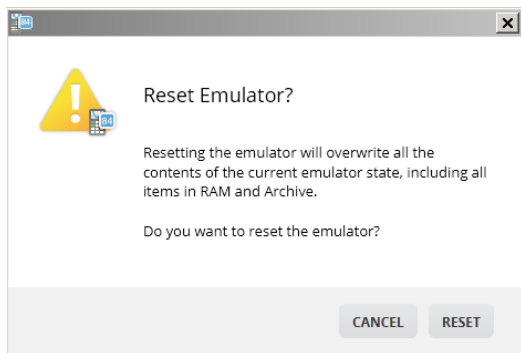 84
Reset Emulator?
84
Resetting the emulator will overwrite all the
contents of the current emulator state, including all
items in RAM and Archive.
Do you want to reset the emulator?
CANCEL RESET